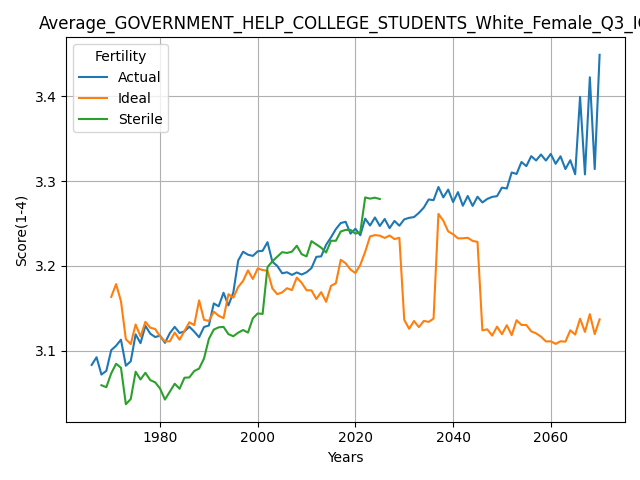 Average_GOVERNMENT_HELP_COLLEGE_STUDENTS_White_Female_Q3_IQ
Fertility
Actual
Ideal
Sterile
Score(1-4)
3.4
3.3
3.2
3.1
1980 2000 2020 2040 2060
Years